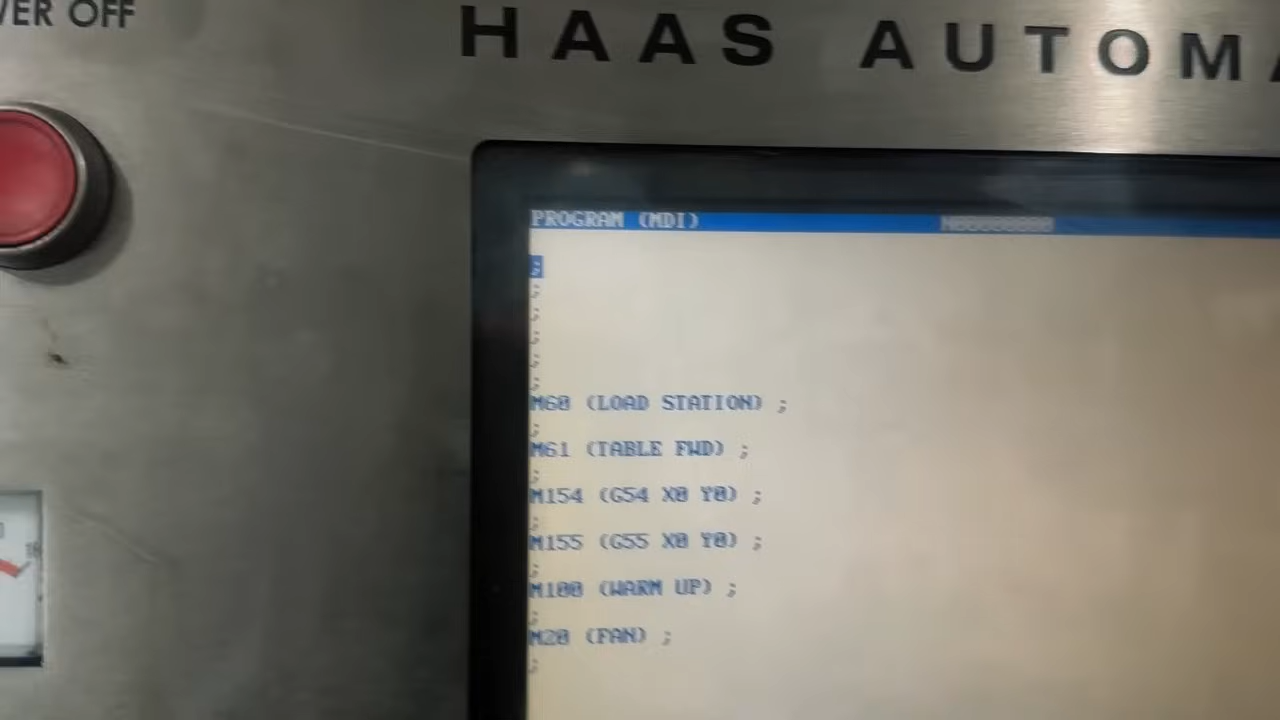 VER OFF
HAAS AUTOMA
PROGRAM (MDI)
;
;
;
;
;
;
M60 (LOAD STATION) ;
;
M61 (TABLE FWD) ;
;
M154 (G54 X0 Y0) ;
;
M155 (G55 X0 Y0) ;
;
M100 (WARM UP) ;
;
M20 (FAN) ;
;